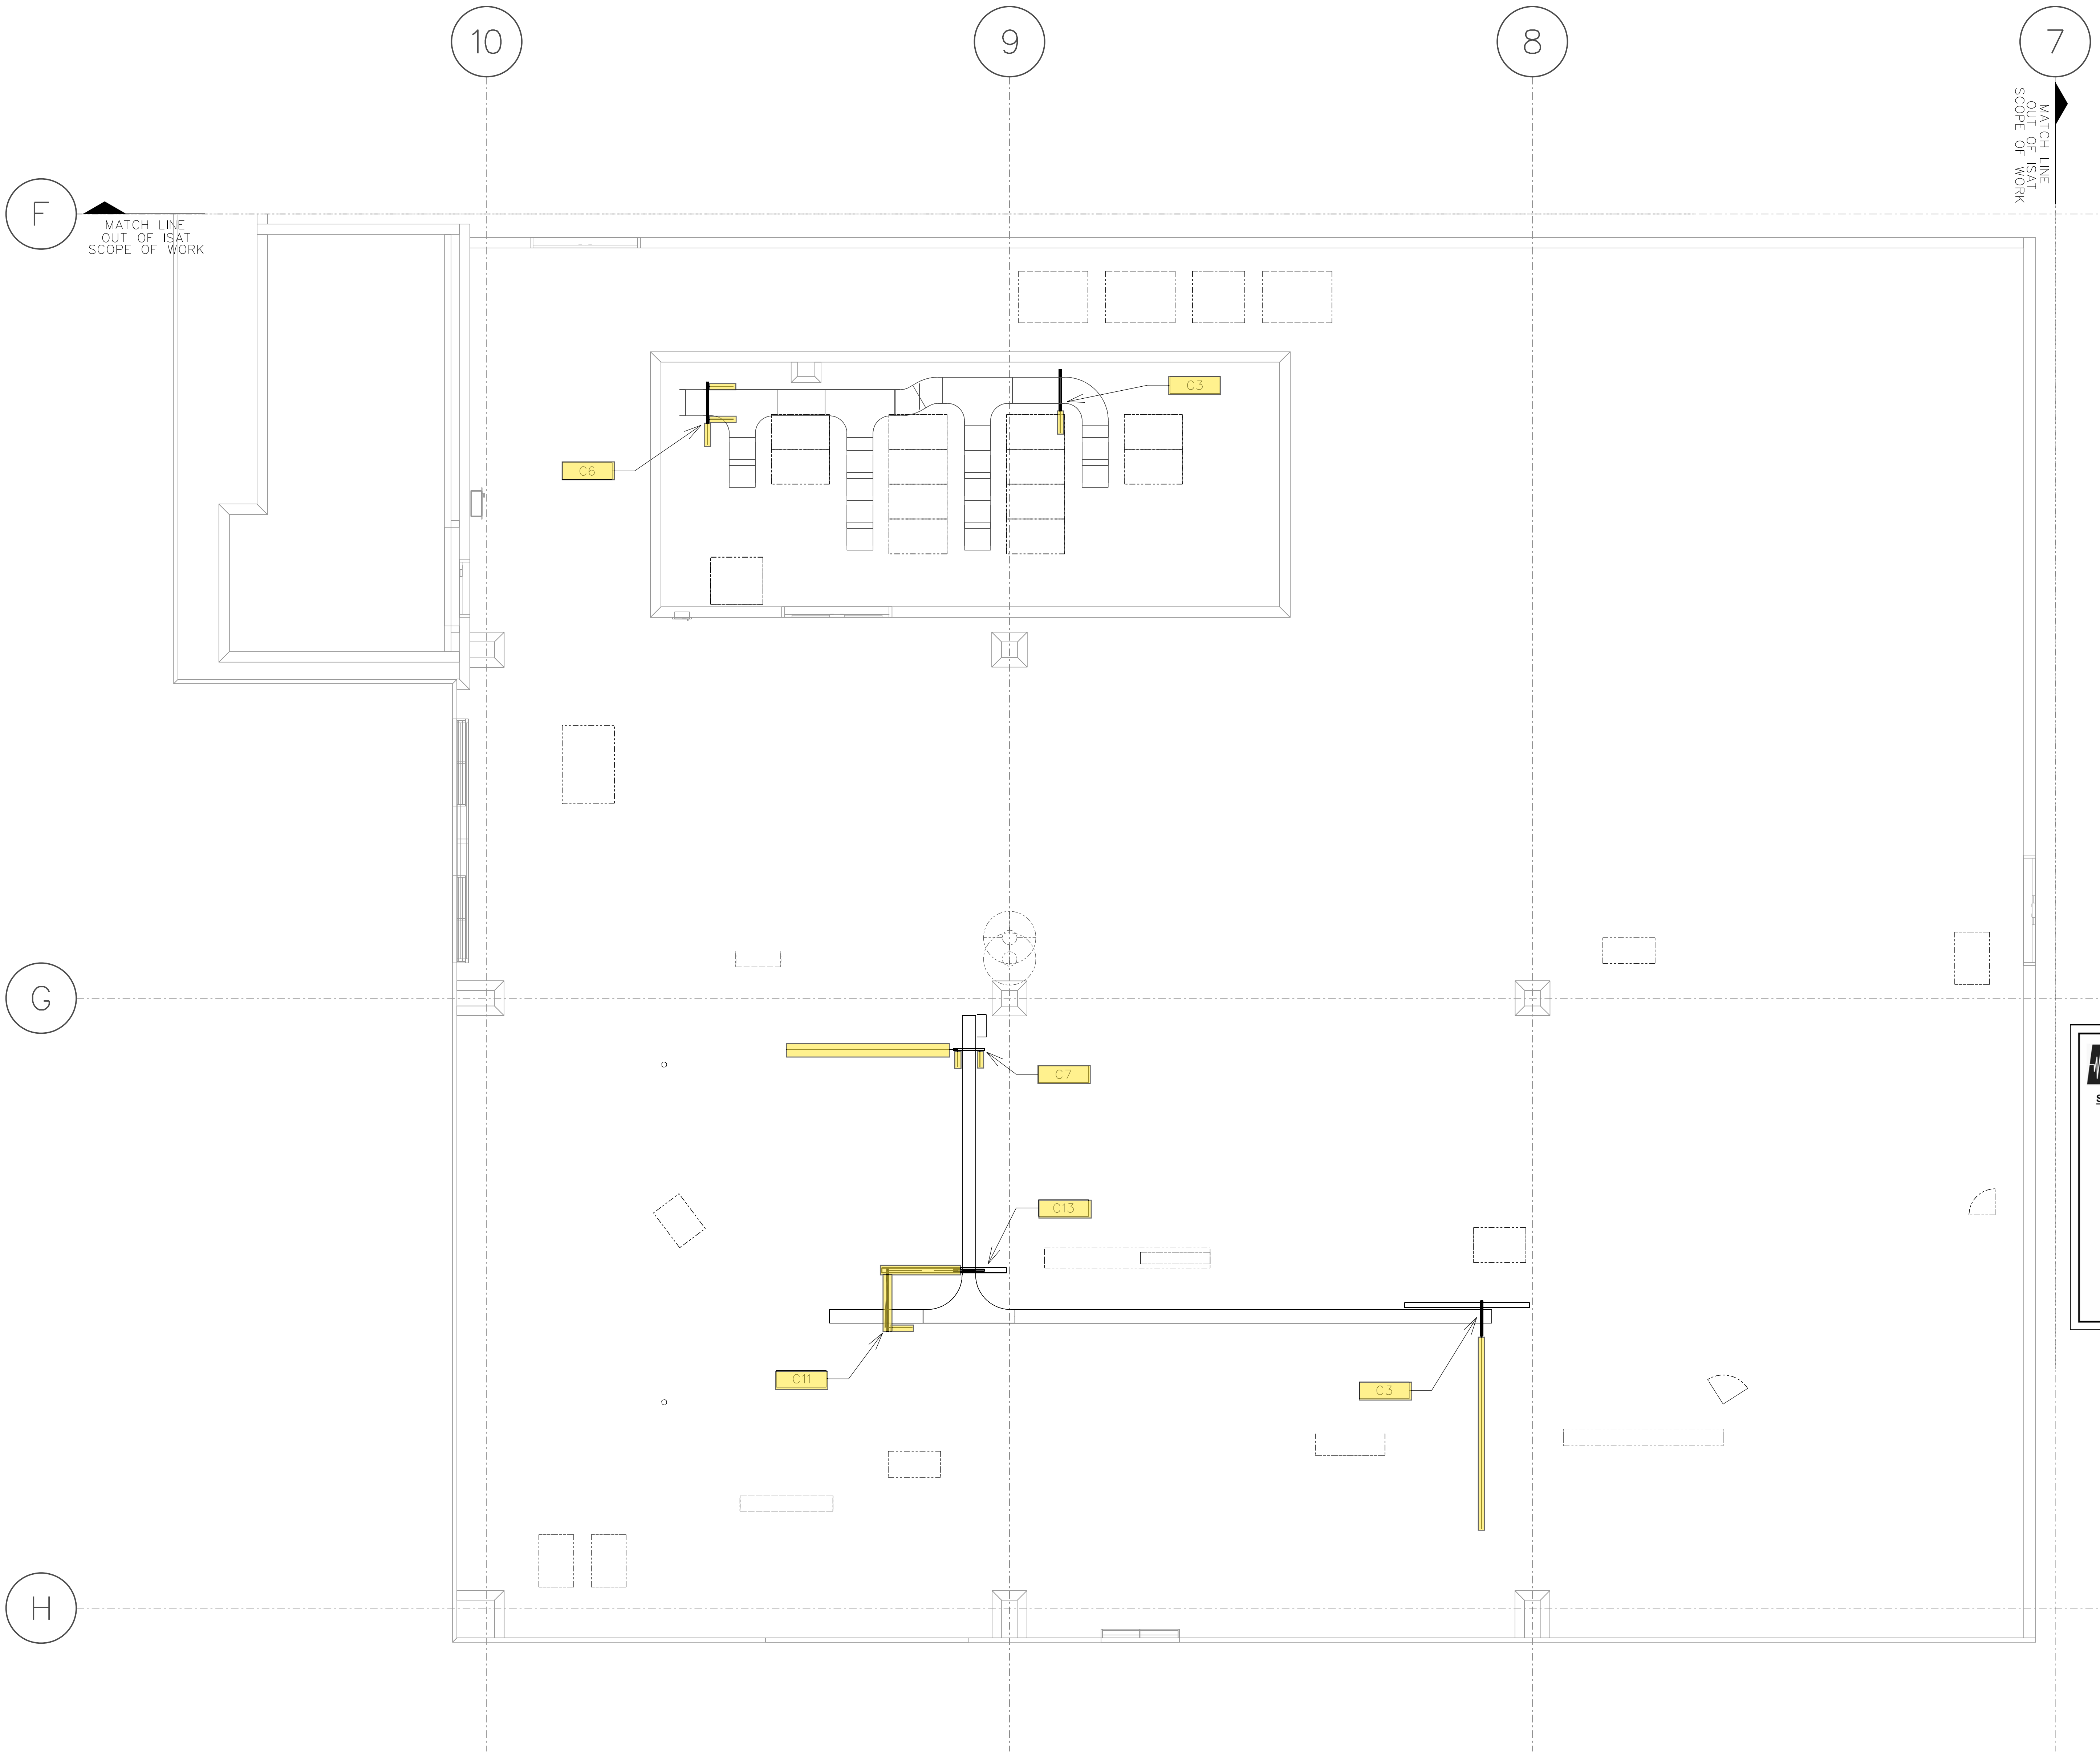 10
9
8
7
MATCH LINE
OUT OF ISAT
SCOPE OF WORK
F
MATCH LINE
OUT OF ISAT
SCOPE OF WORK
C3
C6
G
C7
S
C13
C11
C3
H